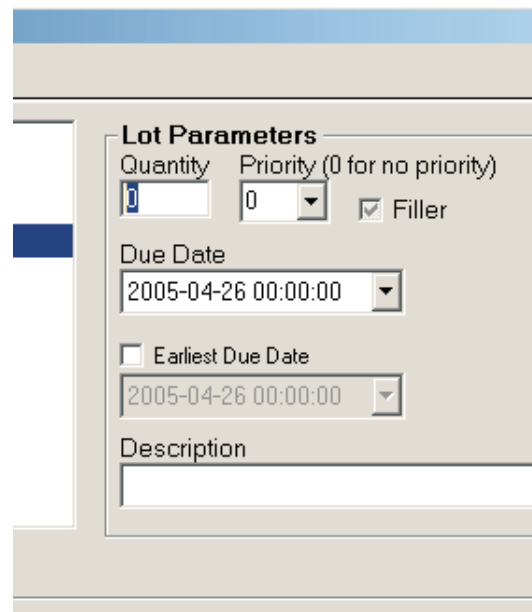 Lot Parameters
Quantity Priority (0 for no priority)
0 0 Filler
Due Date
2005-04-26 00:00:00
Earliest Due Date
2005-04-26 00:00:00
Description